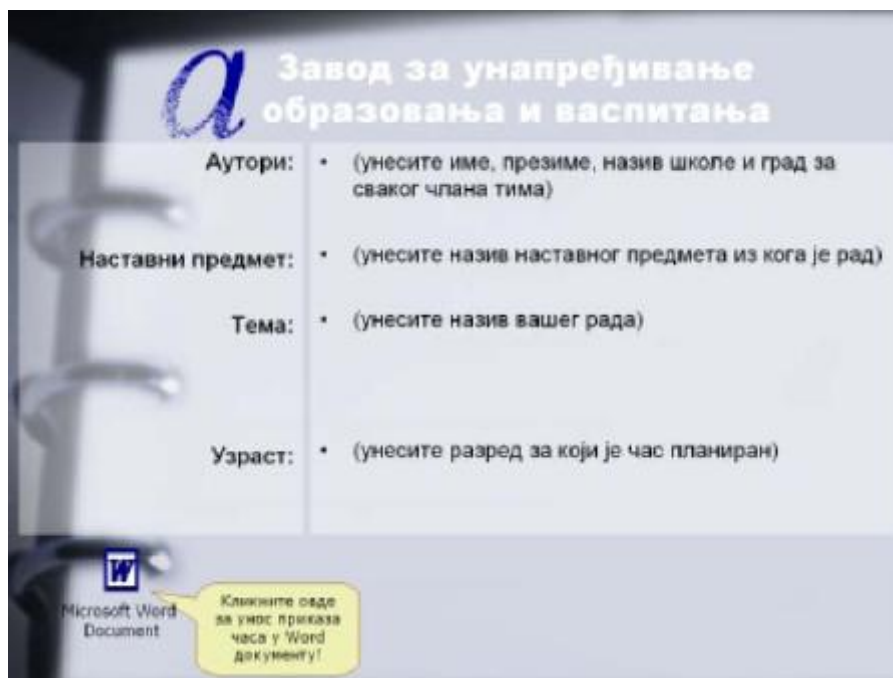 a
Завод за унапређивање
образовања и васпитања
Аутори:
• (унесите име, презиме, назив школе и град за
сваког члана тима)
Наставни предмет:
• (унесите назив наставног предмета из кога је рад)
Тема:
• (унесите назив вашег рада)
Узраст:
• (унесите разред за који је час планиран)
W
Microsoft Word
Document
Кликните овде
за унос приказа
часа у Word
документу!